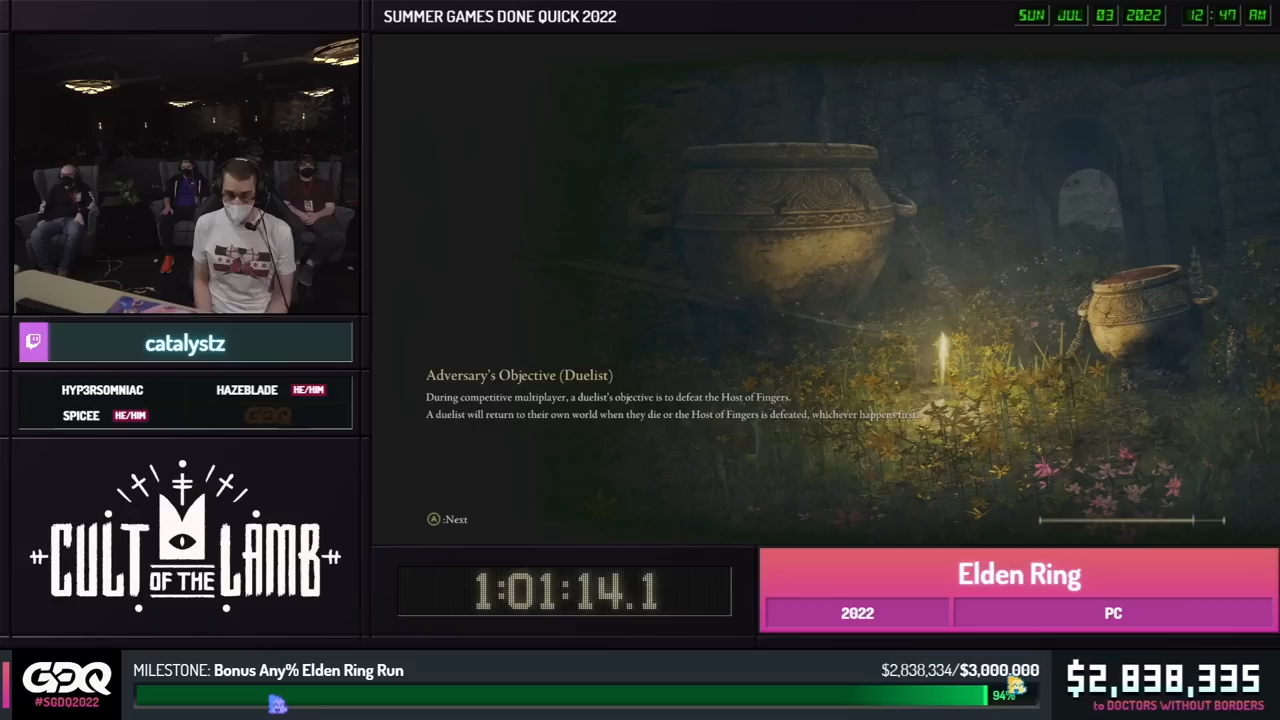 SUMMER GAMES DONE QUICK 2022
SUN JUL 03 2022 12:47 AM
catalystz
HYP3RSOMNIAC
HAZEBLADE HE/HIM
SPICEE HE/HIM
GDQ
CULT OF THE LAMB
Adversary's Objective (Duelist)
During competitive multiplayer, a duelist's objective is to defeat the Host of Fingers.
A duelist will return to their own world when they die or the Host of Fingers is defeated, whichever happens first.
A :Next
1:01:14.1
Elden Ring
2022
PC
GDQ
#SGDQ2022
MILESTONE: Bonus Any% Elden Ring Run
$2,838,334/$3,000,000
94%
$2,838,335
to DOCTORS WITHOUT BORDERS